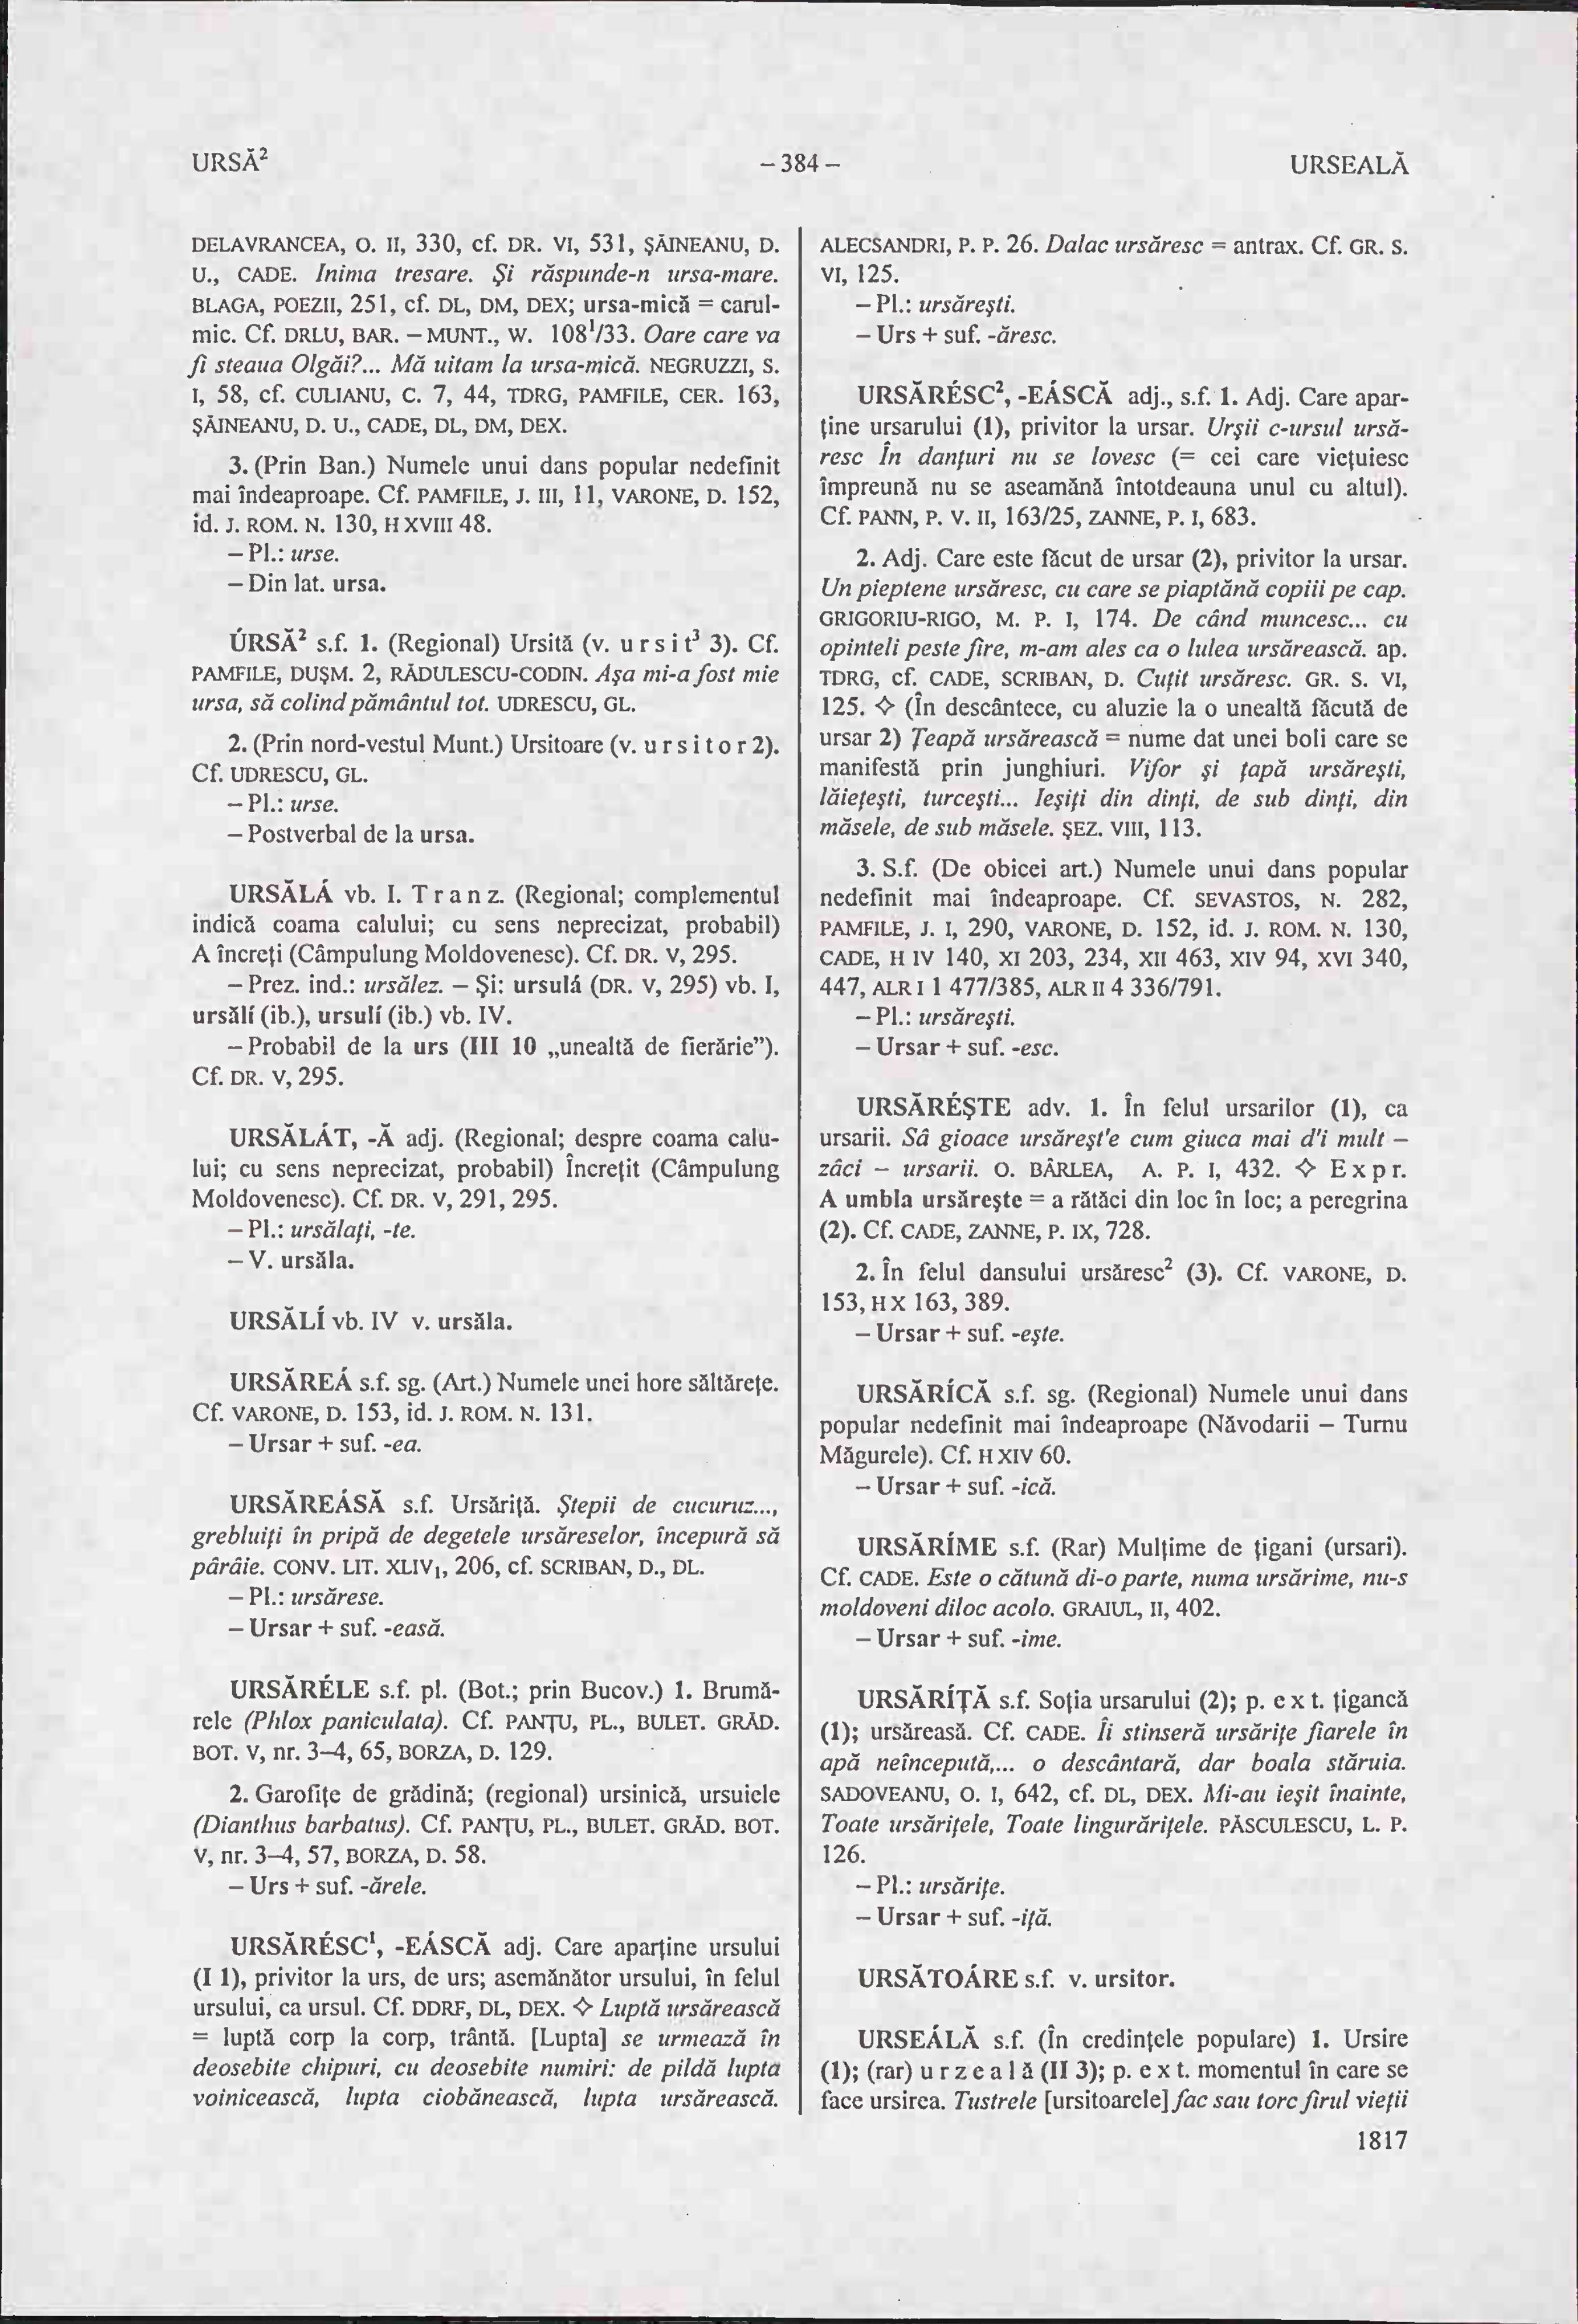 URSĂ²
– 384 –
URSEALĂ
DELAVRANCEA, O. II, 330, cf. DR. VI, 531, ŞĂINEANU, D.
U., CADE. Inima tresare. Şi răspunde-n ursa-mare.
BLAGA, POEZII, 251, cf. DL, DM, DEX; ursa-mică = carul-
mic. Cf. DRLU, BAR. – MUNT., W. 108¹/33. Oare care va
fi steaua Olgăi?... Mă uitam la ursa-mică. NEGRUZZI, S.
I, 58, cf. CULIANU, C. 7, 44, TDRG, PAMFILE, CER. 163,
ŞĂINEANU, D. U., CADE, DL, DM, DEX.
3. (Prin Ban.) Numele unui dans popular nedefinit
mai îndeaproape. Cf. PAMFILE, J. III, 11, VARONE, D. 152,
id. J. ROM. N. 130, H XVIII 48.
– Pl.: urse.
– Din lat. ursa.
ÚRSĂ² s.f. 1. (Regional) Ursită (v. u r s i t³ 3). Cf.
PAMFILE, DUŞM. 2, RĂDULESCU-CODIN. Aşa mi-a fost mie
ursa, să colind pământul tot. UDRESCU, GL.
2. (Prin nord-vestul Munt.) Ursitoare (v. u r s i t o r 2).
Cf. UDRESCU, GL.
– Pl.: urse.
– Postverbal de la ursa.
URSĂLÁ vb. I. T r a n z. (Regional; complementul
indică coama calului; cu sens neprecizat, probabil)
A încreţi (Câmpulung Moldovenesc). Cf. DR. V, 295.
– Prez. ind.: ursălez. – Şi: ursulá (DR. V, 295) vb. I,
ursălí (ib.), ursulí (ib.) vb. IV.
– Probabil de la urs (III 10 „unealtă de fierărie”).
Cf. DR. V, 295.
URSĂLÁT, -Ă adj. (Regional; despre coama calu-
lui; cu sens neprecizat, probabil) Încreţit (Câmpulung
Moldovenesc). Cf. DR. V, 291, 295.
– Pl.: ursălaţi, -te.
– V. ursăla.
URSĂLÍ vb. IV v. ursăla.
URSĂREÁ s.f. sg. (Art.) Numele unei hore săltăreţe.
Cf. VARONE, D. 153, id. J. ROM. N. 131.
– Ursar + suf. -ea.
URSĂREÁSĂ s.f. Ursăriţă. Ştepii de cucuruz...,
grebluiţi în pripă de degetele ursăreselor, începură să
pârâie. CONV. LIT. XLIV₁, 206, cf. SCRIBAN, D., DL.
– Pl.: ursărese.
– Ursar + suf. -easă.
URSĂRÉLE s.f. pl. (Bot.; prin Bucov.) 1. Brumă-
rele (Phlox paniculata). Cf. PANŢU, PL., BULET. GRĂD.
BOT. V, nr. 3–4, 65, BORZA, D. 129.
2. Garofiţe de grădină; (regional) ursinică, ursuiele
(Dianthus barbatus). Cf. PANŢU, PL., BULET. GRĂD. BOT.
V, nr. 3–4, 57, BORZA, D. 58.
– Urs + suf. -ărele.
URSĂRÉSC¹, -EÁSCĂ adj. Care aparţine ursului
(I 1), privitor la urs, de urs; asemănător ursului, în felul
ursului, ca ursul. Cf. DDRF, DL, DEX. ◇ Luptă ursărească
= luptă corp la corp, trântă. [Lupta] se urmează în
deosebite chipuri, cu deosebite numiri: de pildă lupta
voinicească, lupta ciobănească, lupta ursărească.
ALECSANDRI, P. P. 26. Dalac ursăresc = antrax. Cf. GR. S.
VI, 125.
– Pl.: ursăreşti.
– Urs + suf. -ăresc.
URSĂRÉSC², -EÁSCĂ adj., s.f. 1. Adj. Care apar-
ţine ursarului (1), privitor la ursar. Urşii c-ursul ursă-
resc În danţuri nu se lovesc (= cei care vieţuiesc
împreună nu se aseamănă întotdeauna unul cu altul).
Cf. PANN, P. V. II, 163/25, ZANNE, P. I, 683.
2. Adj. Care este făcut de ursar (2), privitor la ursar.
Un pieptene ursăresc, cu care se piaptănă copiii pe cap.
GRIGORIU-RIGO, M. P. I, 174. De când muncesc... cu
opinteli peste fire, m-am ales ca o lulea ursărească. ap.
TDRG, cf. CADE, SCRIBAN, D. Cuţit ursăresc. GR. S. VI,
125. ◇ (În descântece, cu aluzie la o unealtă făcută de
ursar 2) Ţeapă ursărească = nume dat unei boli care se
manifestă prin junghiuri. Vifor şi ţapă ursăreşti,
lăieţeşti, turceşti... Ieşiţi din dinţi, de sub dinţi, din
măsele, de sub măsele. ŞEZ. VIII, 113.
3. S.f. (De obicei art.) Numele unui dans popular
nedefinit mai îndeaproape. Cf. SEVASTOS, N. 282,
PAMFILE, J. I, 290, VARONE, D. 152, id. J. ROM. N. 130,
CADE, H IV 140, XI 203, 234, XII 463, XIV 94, XVI 340,
447, ALR I 1 477/385, ALR II 4 336/791.
– Pl.: ursăreşti.
– Ursar + suf. -esc.
URSĂRÉŞTE adv. 1. În felul ursarilor (1), ca
ursarii. Să gioace ursăreşt'e cum giuca mai d'i mult –
zâci – ursarii. O. BÂRLEA, A. P. I, 432. ◇ E x p r.
A umbla ursăreşte = a rătăci din loc în loc; a peregrina
(2). Cf. CADE, ZANNE, P. IX, 728.
2. În felul dansului ursăresc² (3). Cf. VARONE, D.
153, H X 163, 389.
– Ursar + suf. -eşte.
URSĂRÍCĂ s.f. sg. (Regional) Numele unui dans
popular nedefinit mai îndeaproape (Năvodarii – Turnu
Măgurele). Cf. H XIV 60.
– Ursar + suf. -ică.
URSĂRÍME s.f. (Rar) Mulţime de ţigani (ursari).
Cf. CADE. Este o cătună di-o parte, numa ursărime, nu-s
moldoveni diloc acolo. GRAIUL, II, 402.
– Ursar + suf. -ime.
URSĂRÍŢĂ s.f. Soţia ursarului (2); p. e x t. ţigancă
(1); ursăreasă. Cf. CADE. Îi stinseră ursăriţe fiarele în
apă neîncepută,... o descântară, dar boala stăruia.
SADOVEANU, O. I, 642, cf. DL, DEX. Mi-au ieşit înainte,
Toate ursăriţele, Toate lingurăriţele. PĂSCULESCU, L. P.
126.
– Pl.: ursăriţe.
– Ursar + suf. -iţă.
URSĂTOÁRE s.f. v. ursitor.
URSEÁLĂ s.f. (În credinţele populare) 1. Ursire
(1); (rar) u r z e a l ă (II 3); p. e x t. momentul în care se
face ursirea. Tustrele [ursitoarele] fac sau torc firul vieţii
1817